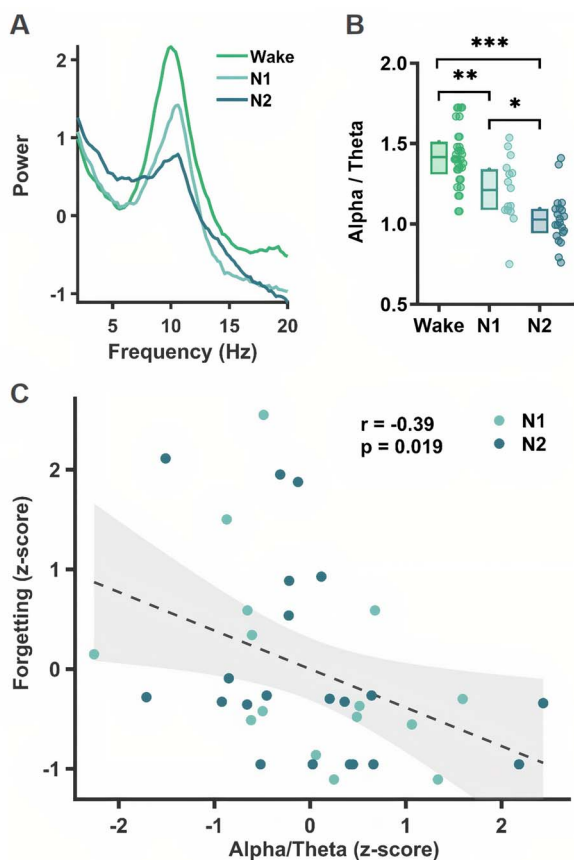 A
Wake
N1
N2
2
1
0
-1
Power
5
10
15
20
Frequency (Hz)
B
***
**
*
2.0
1.5
1.0
0.5
Alpha / Theta
Wake
N1
N2
C
r = -0.39
p = 0.019
N1
N2
2
1
0
-1
Forgetting (z-score)
-2
-1
0
1
2
Alpha/Theta (z-score)